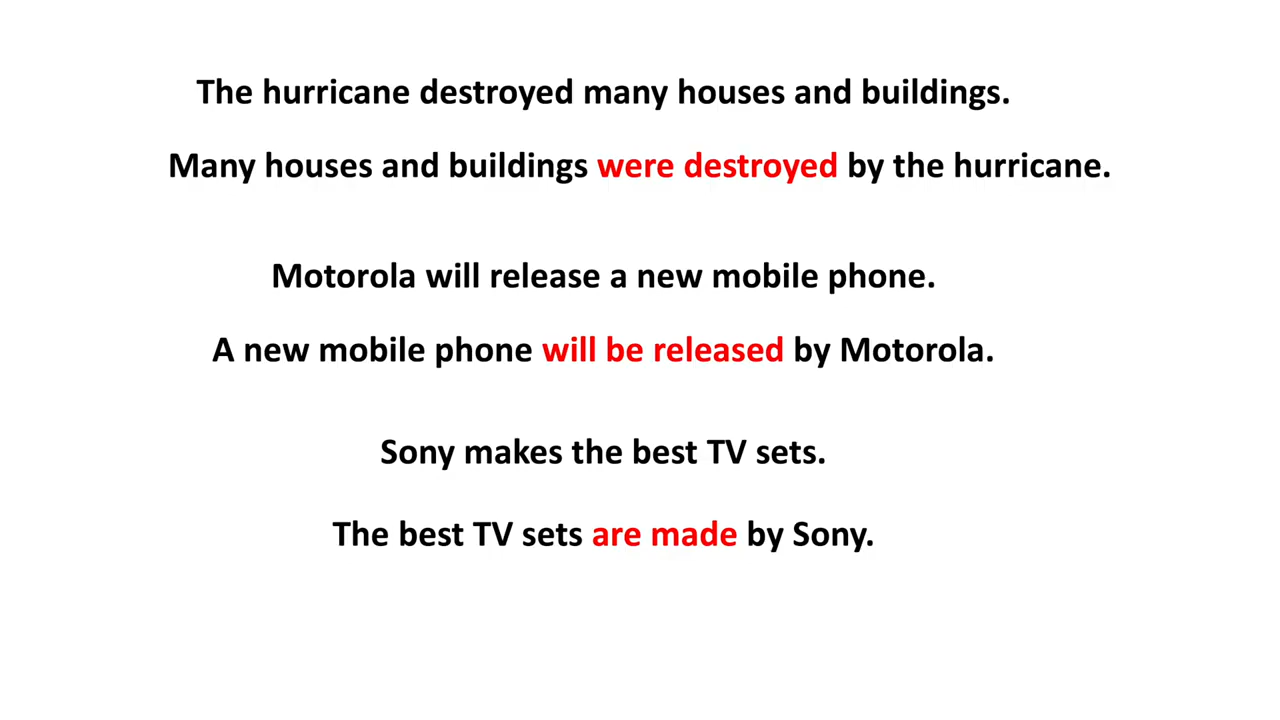 The hurricane destroyed many houses and buildings.
Many houses and buildings were destroyed by the hurricane.
Motorola will release a new mobile phone.
A new mobile phone will be released by Motorola.
Sony makes the best TV sets.
The best TV sets are made by Sony.